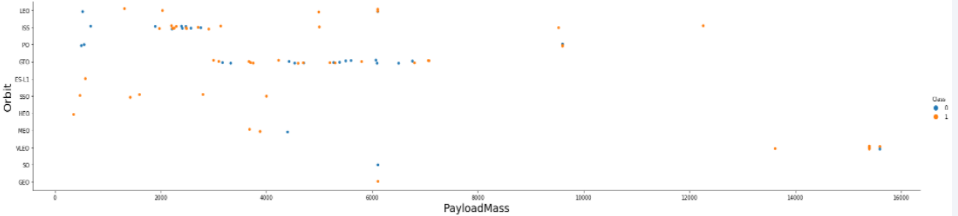 LEO
ISS
PO
GTO
ES-L1
SSO
HEO
MEO
VLEO
SO
GEO
Orbit
0 2000 4000 6000 8000 10000 12000 14000 16000
PayloadMass
Class
0
1